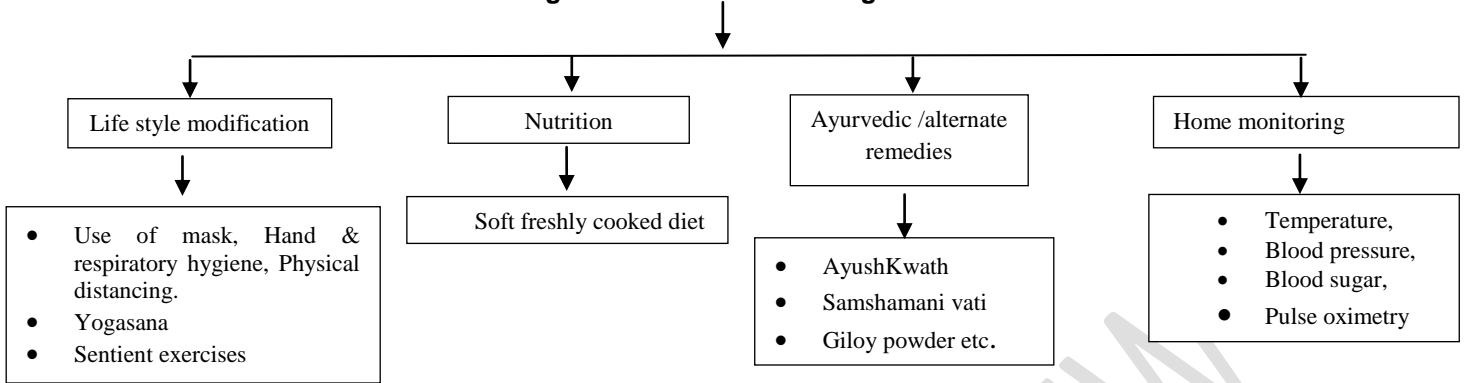 Life style modification
Nutrition
Ayurvedic /alternate
remedies
Home monitoring
• Use of mask, Hand &
respiratory hygiene, Physical
distancing.
• Yogasana
• Sentient exercises
Soft freshly cooked diet
• AyushKwath
• Samshamani vati
• Giloy powder etc.
• Temperature,
• Blood pressure,
• Blood sugar,
• Pulse oximetry